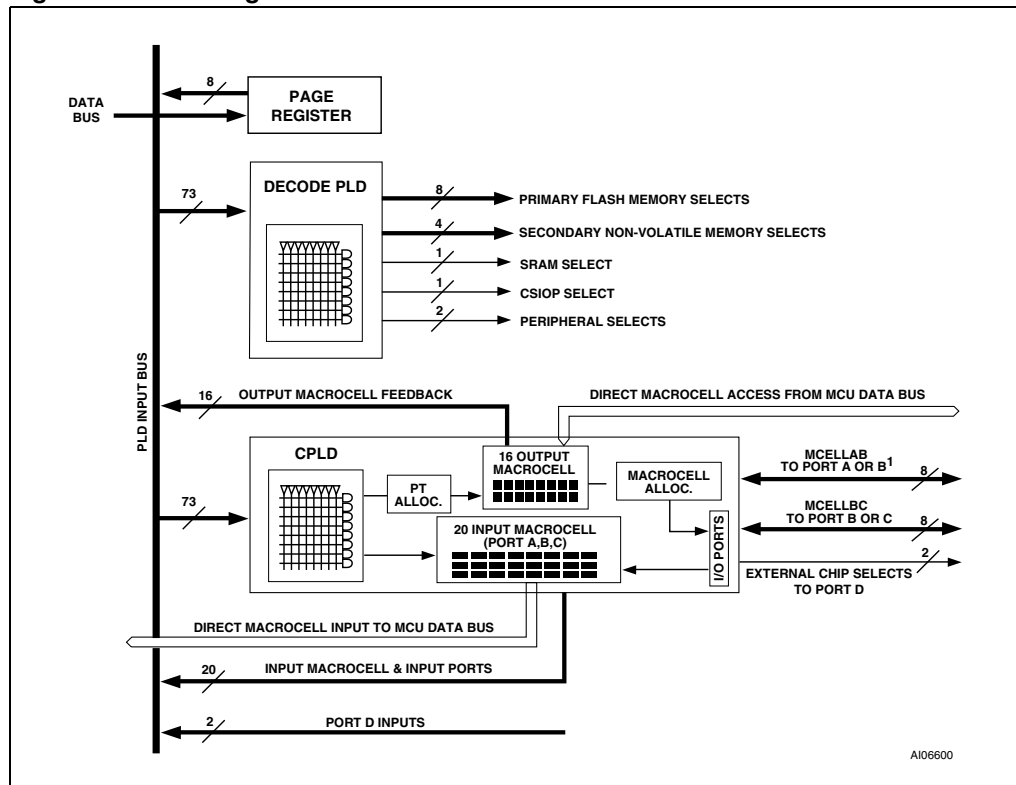 8
PAGE
REGISTER
DATA
BUS
73
DECODE PLD
8
PRIMARY FLASH MEMORY SELECTS
4
SECONDARY NON-VOLATILE MEMORY SELECTS
1
SRAM SELECT
1
CSIOP SELECT
2
PERIPHERAL SELECTS
PLD INPUT BUS
16
OUTPUT MACROCELL FEEDBACK
DIRECT MACROCELL ACCESS FROM MCU DATA BUS
CPLD
16 OUTPUT
MACROCELL
PT
ALLOC.
MACROCELL
ALLOC.
MCELLAB
TO PORT A OR B1
8
73
20 INPUT MACROCELL
(PORT A,B,C)
I/O PORTS
MCELLBC
TO PORT B OR C
8
2
EXTERNAL CHIP SELECTS
TO PORT D
DIRECT MACROCELL INPUT TO MCU DATA BUS
20
INPUT MACROCELL & INPUT PORTS
2
PORT D INPUTS
AI06600